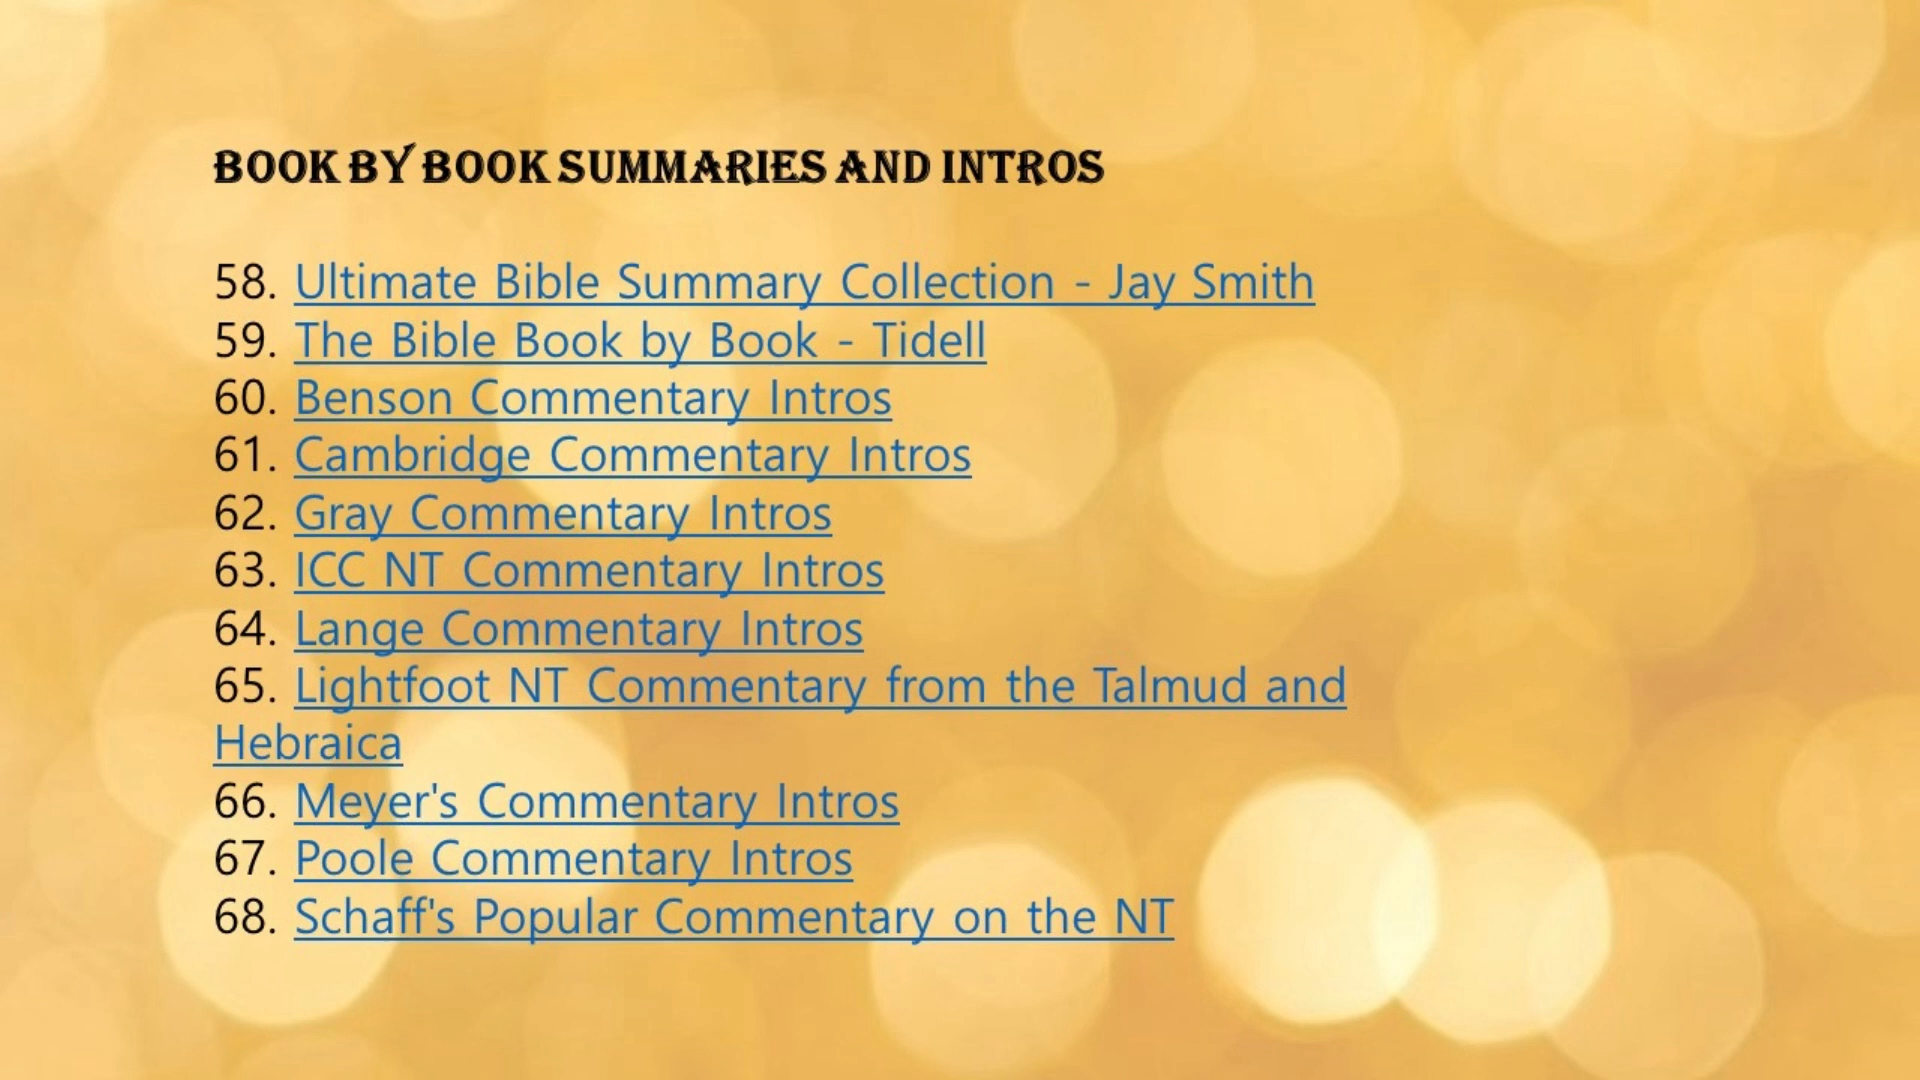 BOOK BY BOOK SUMMARIES AND INTROS
58. Ultimate Bible Summary Collection - Jay Smith
59. The Bible Book by Book - Tidell
60. Benson Commentary Intros
61. Cambridge Commentary Intros
62. Gray Commentary Intros
63. ICC NT Commentary Intros
64. Lange Commentary Intros
65. Lightfoot NT Commentary from the Talmud and
Hebraica
66. Meyer's Commentary Intros
67. Poole Commentary Intros
68. Schaff's Popular Commentary on the NT